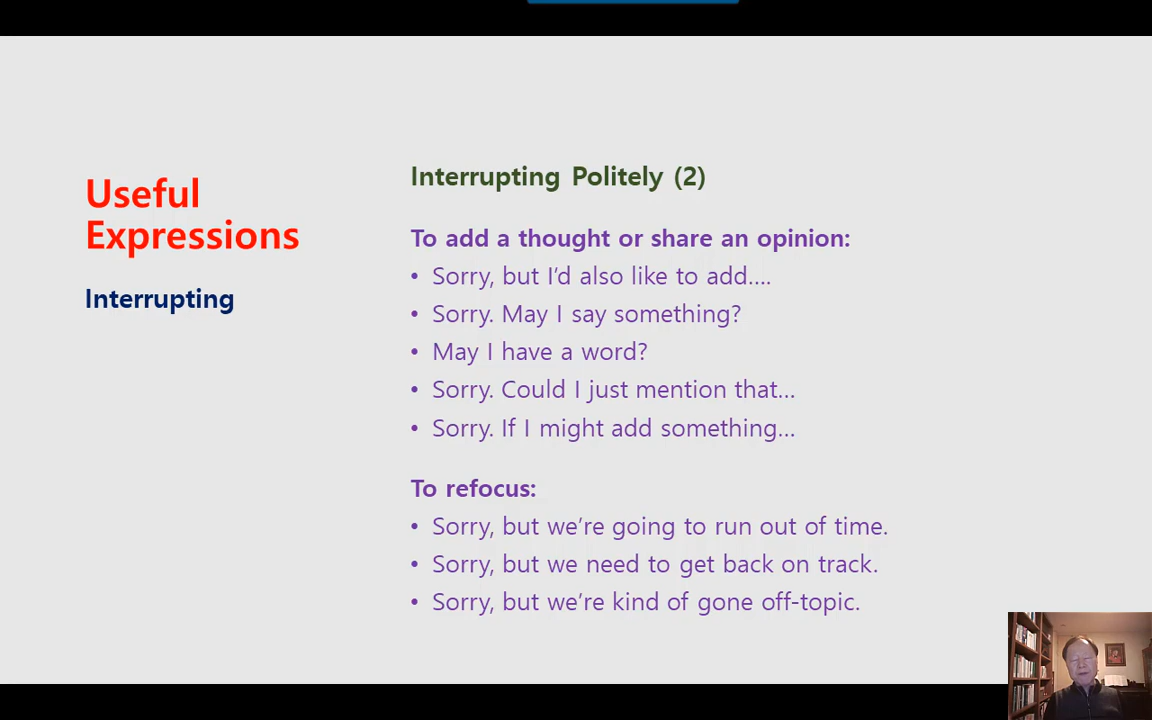 Useful
Expressions
Interrupting
Interrupting Politely (2)
To add a thought or share an opinion:
• Sorry, but I’d also like to add….
• Sorry. May I say something?
• May I have a word?
• Sorry. Could I just mention that…
• Sorry. If I might add something…
To refocus:
• Sorry, but we’re going to run out of time.
• Sorry, but we need to get back on track.
• Sorry, but we’re kind of gone off-topic.